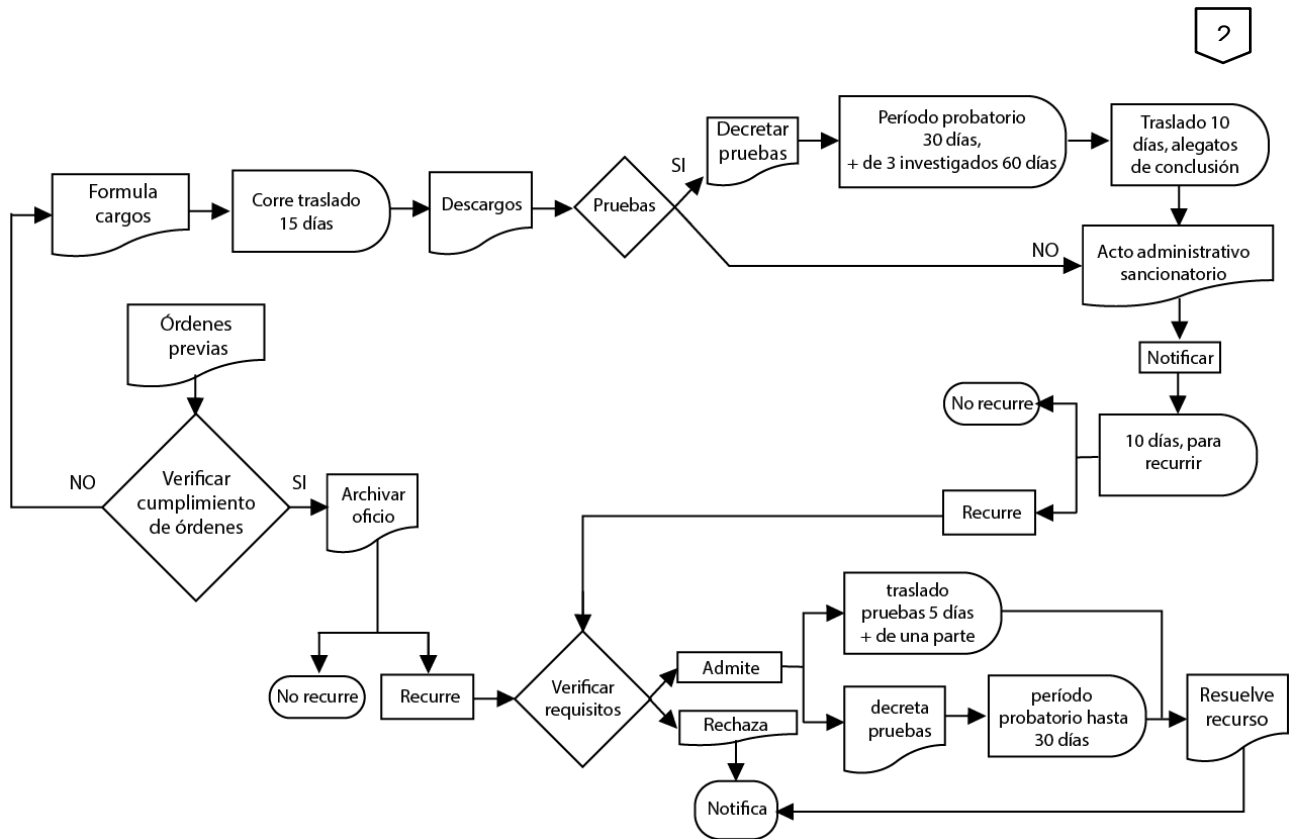 2
Formula
cargos
Corre traslado
15 días
Descargos
Pruebas
SI
Decretar
pruebas
Período probatorio
30 días,
+ de 3 investigados 60 días
Traslado 10
días, alegatos
de conclusión
NO
Acto administrativo
sancionatorio
Notificar
10 días, para
recurrir
No recurre
Recurre
Órdenes
previas
NO
Verificar
cumplimiento
de órdenes
SI
Archivar
oficio
No recurre
Recurre
Verificar
requisitos
Admite
Rechaza
traslado
pruebas 5 días
+ de una parte
decreta
pruebas
período
probatorio hasta
30 días
Resuelve
recurso
Notifica